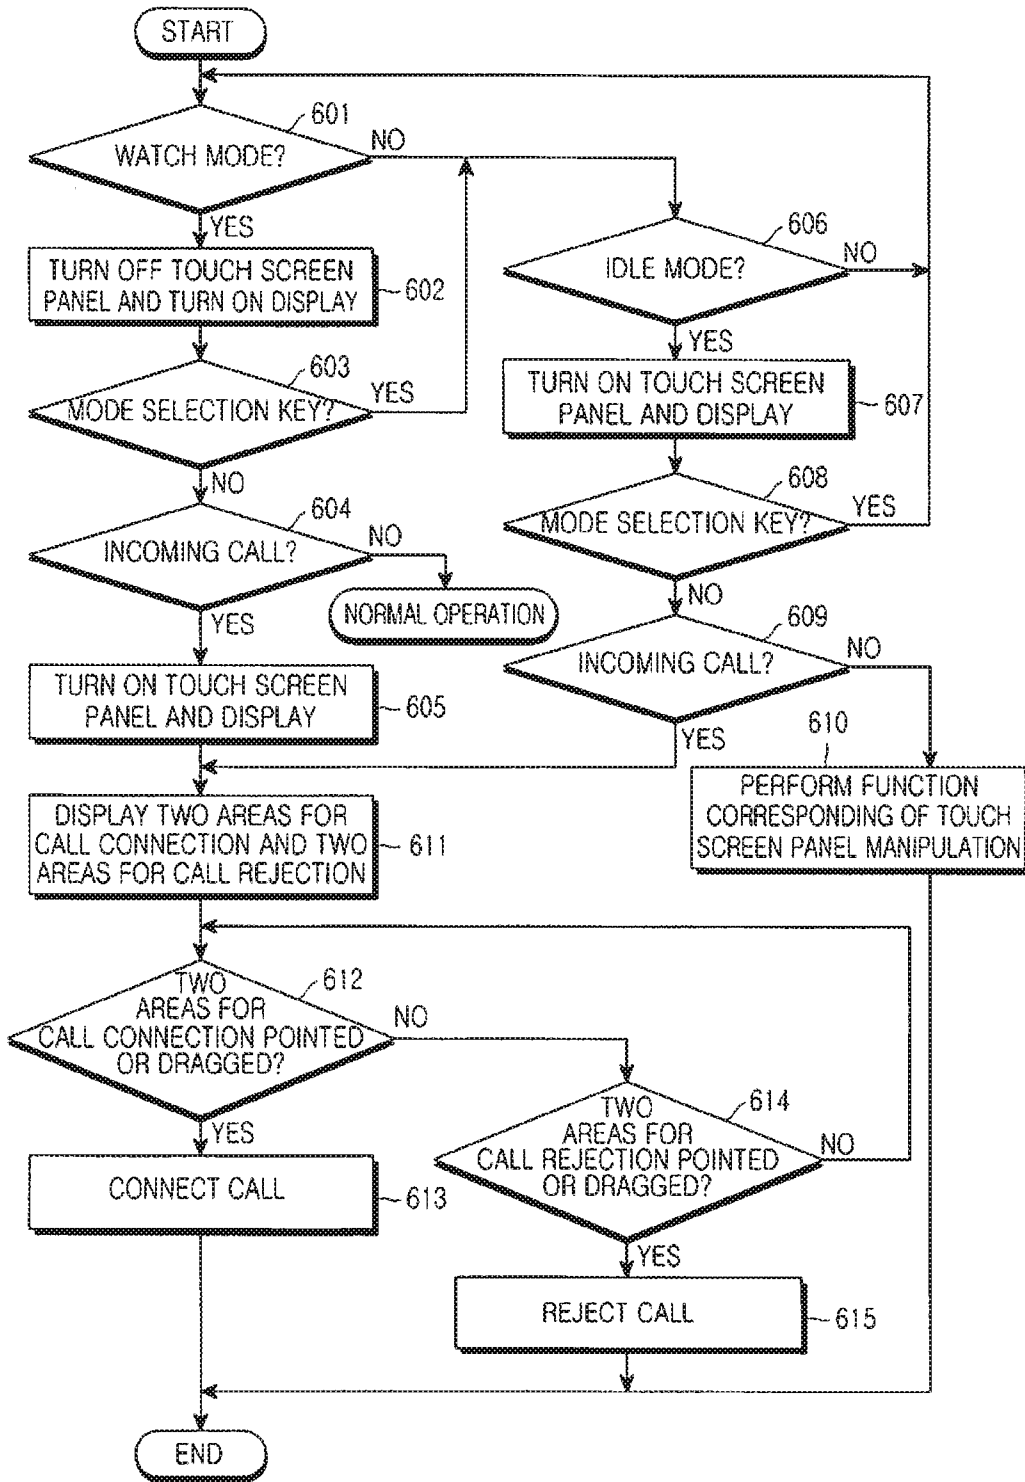 START
601
WATCH MODE?
NO
YES
TURN OFF TOUCH SCREEN
PANEL AND TURN ON DISPLAY
602
603
MODE SELECTION KEY?
YES
NO
604
INCOMING CALL?
NO
NORMAL OPERATION
YES
TURN ON TOUCH SCREEN
PANEL AND DISPLAY
605
606
IDLE MODE?
NO
YES
TURN ON TOUCH SCREEN
PANEL AND DISPLAY
607
608
MODE SELECTION KEY?
YES
NO
609
INCOMING CALL?
NO
YES
610
PERFORM FUNCTION
CORRESPONDING OF TOUCH
SCREEN PANEL MANIPULATION
DISPLAY TWO AREAS FOR
CALL CONNECTION AND TWO
AREAS FOR CALL REJECTION
611
612
TWO
AREAS FOR
CALL CONNECTION POINTED
OR DRAGGED?
NO
YES
CONNECT CALL
613
614
TWO
AREAS FOR
CALL REJECTION POINTED
OR DRAGGED?
NO
YES
REJECT CALL
615
END